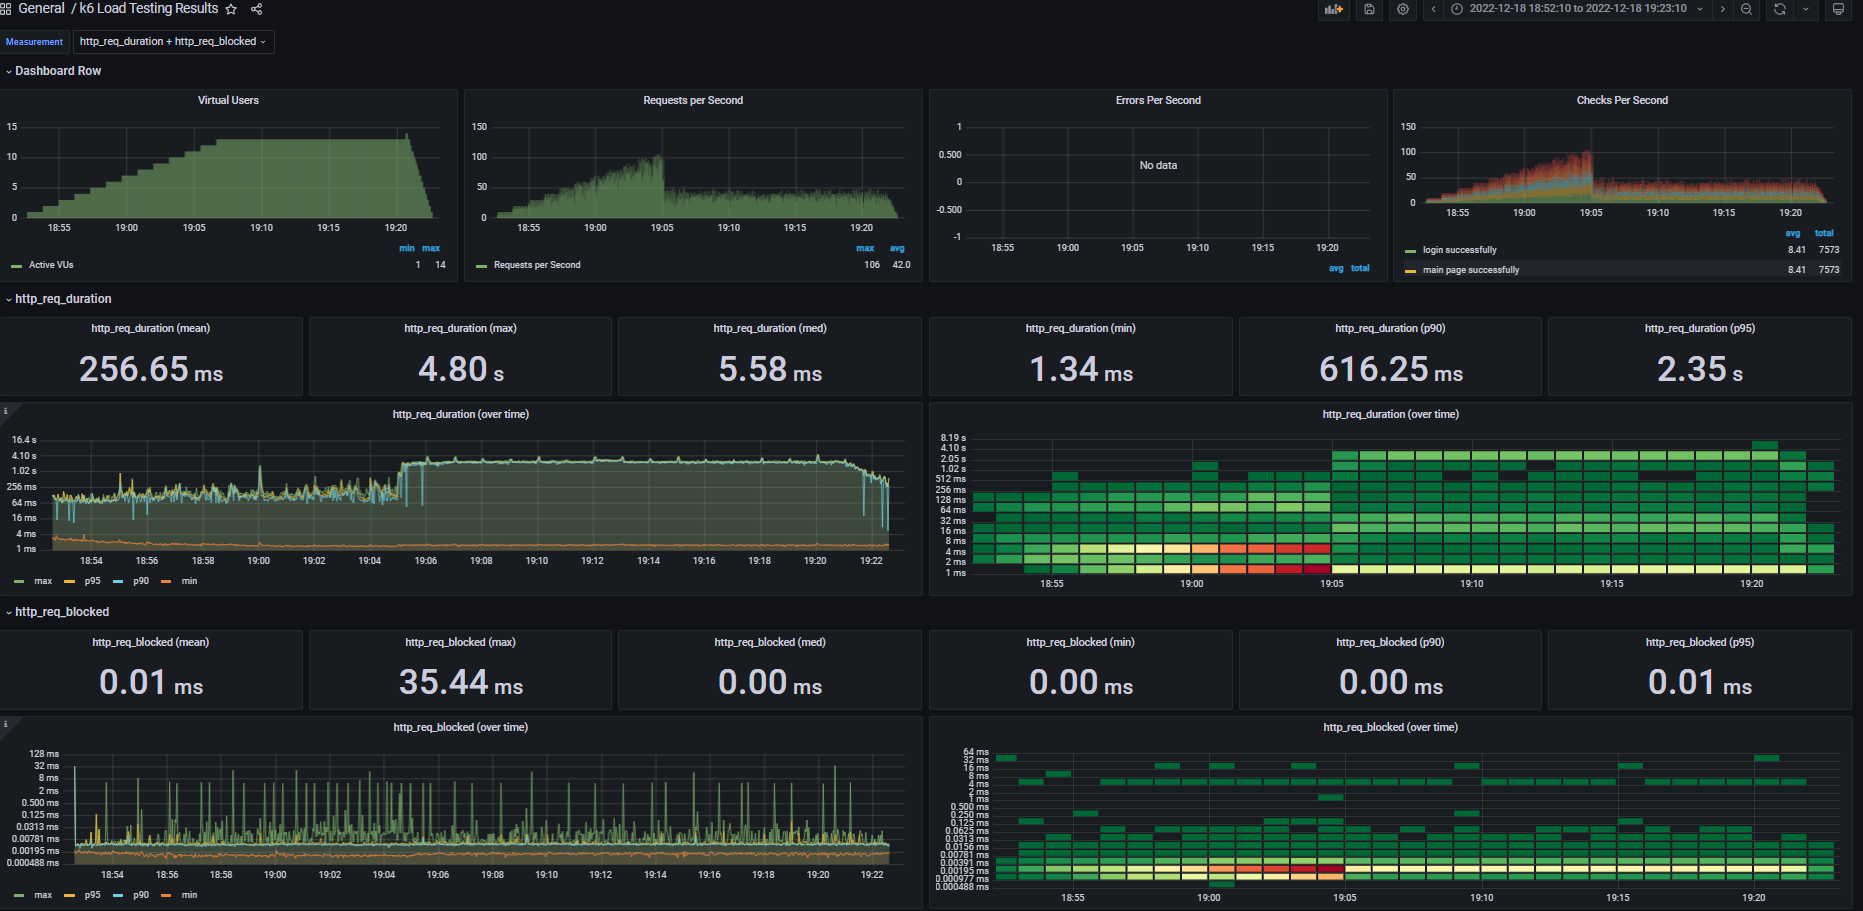 General / k6 Load Testing Results
2022-12-18 18:52:10 to 2022-12-18 19:23:10
Measurement http_req_duration + http_req_blocked
Dashboard Row
Virtual Users
15
10
5
0
18:55 19:00 19:05 19:10 19:15 19:20
min max
Active VUs 1 14
Requests per Second
150
100
50
0
18:55 19:00 19:05 19:10 19:15 19:20
max avg
Requests per Second 106 42.0
Errors Per Second
1
0.500
0
-0.500
-1
No data
18:55 19:00 19:05 19:10 19:15 19:20
avg total
Checks Per Second
150
100
50
0
18:55 19:00 19:05 19:10 19:15 19:20
avg total
login successfully 8.41 7573
main page successfully 8.41 7573
http_req_duration
http_req_duration (mean)
256.65 ms
http_req_duration (max)
4.80 s
http_req_duration (med)
5.58 ms
http_req_duration (min)
1.34 ms
http_req_duration (p90)
616.25 ms
http_req_duration (p95)
2.35 s
http_req_duration (over time)
16.4 s
4.10 s
1.02 s
256 ms
64 ms
16 ms
4 ms
1 ms
18:54 18:56 18:58 19:00 19:02 19:04 19:06 19:08 19:10 19:12 19:14 19:16 19:18 19:20 19:22
max p95 p90 min
http_req_duration (over time)
8.19 s
4.10 s
2.05 s
1.02 s
512 ms
256 ms
128 ms
64 ms
32 ms
16 ms
8 ms
4 ms
2 ms
1 ms
18:55 19:00 19:05 19:10 19:15 19:20
http_req_blocked
http_req_blocked (mean)
0.01 ms
http_req_blocked (max)
35.44 ms
http_req_blocked (med)
0.00 ms
http_req_blocked (min)
0.00 ms
http_req_blocked (p90)
0.00 ms
http_req_blocked (p95)
0.01 ms
http_req_blocked (over time)
128 ms
32 ms
8 ms
2 ms
0.500 ms
0.125 ms
0.0313 ms
0.00781 ms
0.00195 ms
0.000488 ms
18:54 18:56 18:58 19:00 19:02 19:04 19:06 19:08 19:10 19:12 19:14 19:16 19:18 19:20 19:22
max p95 p90 min
http_req_blocked (over time)
64 ms
32 ms
16 ms
8 ms
4 ms
2 ms
1 ms
0.500 ms
0.250 ms
0.125 ms
0.0625 ms
0.0313 ms
0.0156 ms
0.00781 ms
0.00391 ms
0.00195 ms
0.000977 ms
0.000488 ms
18:55 19:00 19:05 19:10 19:15 19:20